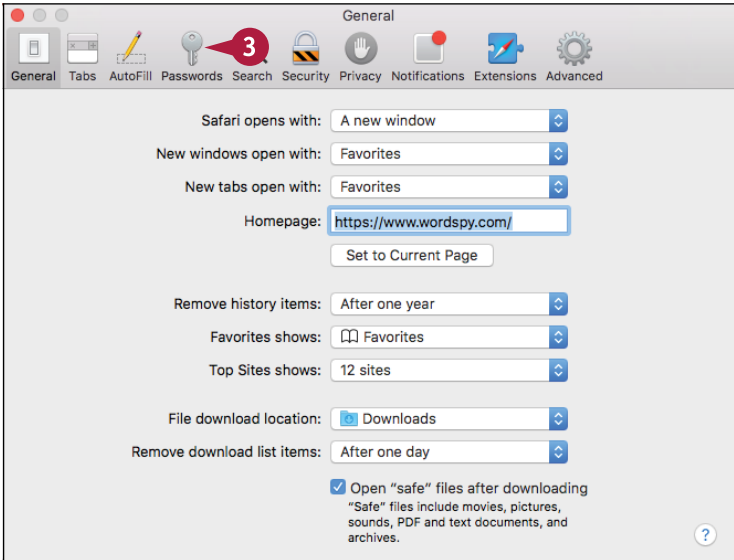 General
3
General Tabs AutoFill Passwords Search Security Privacy Notifications Extensions Advanced
Safari opens with: A new window
New windows open with: Favorites
New tabs open with: Favorites
Homepage: https://www.wordspy.com/
Set to Current Page
Remove history items: After one year
Favorites shows: Favorites
Top Sites shows: 12 sites
File download location: Downloads
Remove download list items: After one day
Open “safe” files after downloading
“Safe” files include movies, pictures,
sounds, PDF and text documents, and
archives.
?